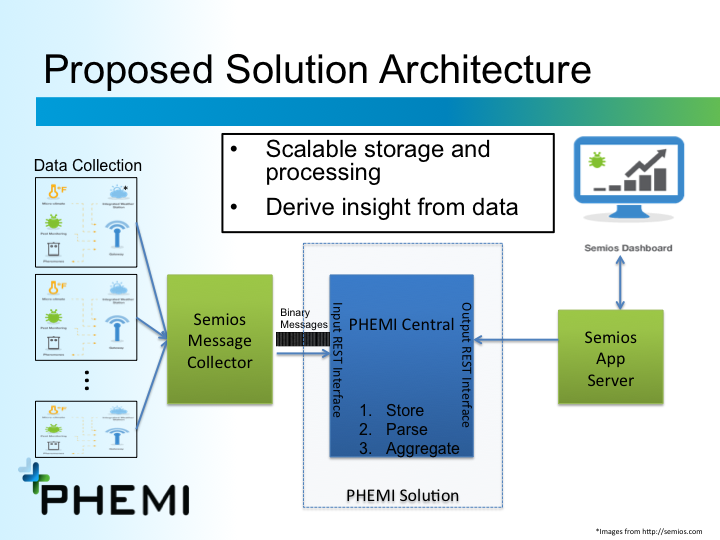 Proposed Solution Architecture
Data Collection
• Scalable storage and
processing
• Derive insight from data
°F
*
°F
°F
...
Semios
Message
Collector
Binary
Messages
Input REST Interface
PHEMI Central
1. Store
2. Parse
3. Aggregate
Output REST Interface
PHEMI Solution
Semios Dashboard
Semios
App
Server
PHEMI
*Images from http://semios.com